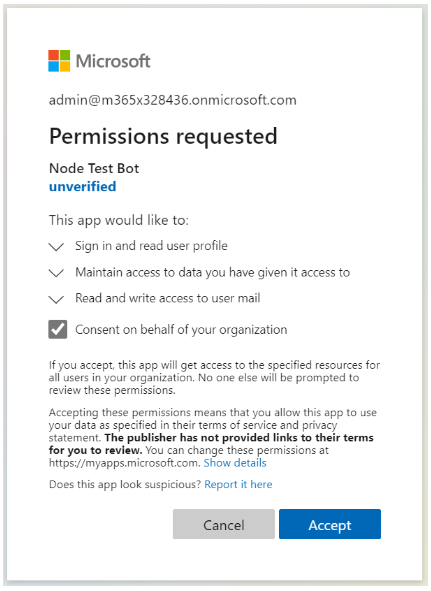 Microsoft
admin@m365x328436.onmicrosoft.com
Permissions requested
Node Test Bot
unverified
This app would like to:
Sign in and read user profile
Maintain access to data you have given it access to
Read and write access to user mail
Consent on behalf of your organization
If you accept, this app will get access to the specified resources for
all users in your organization. No one else will be prompted to
review these permissions.
Accepting these permissions means that you allow this app to use
your data as specified in their terms of service and privacy
statement. The publisher has not provided links to their terms
for you to review. You can change these permissions at
https://myapps.microsoft.com. Show details
Does this app look suspicious? Report it here
Cancel
Accept